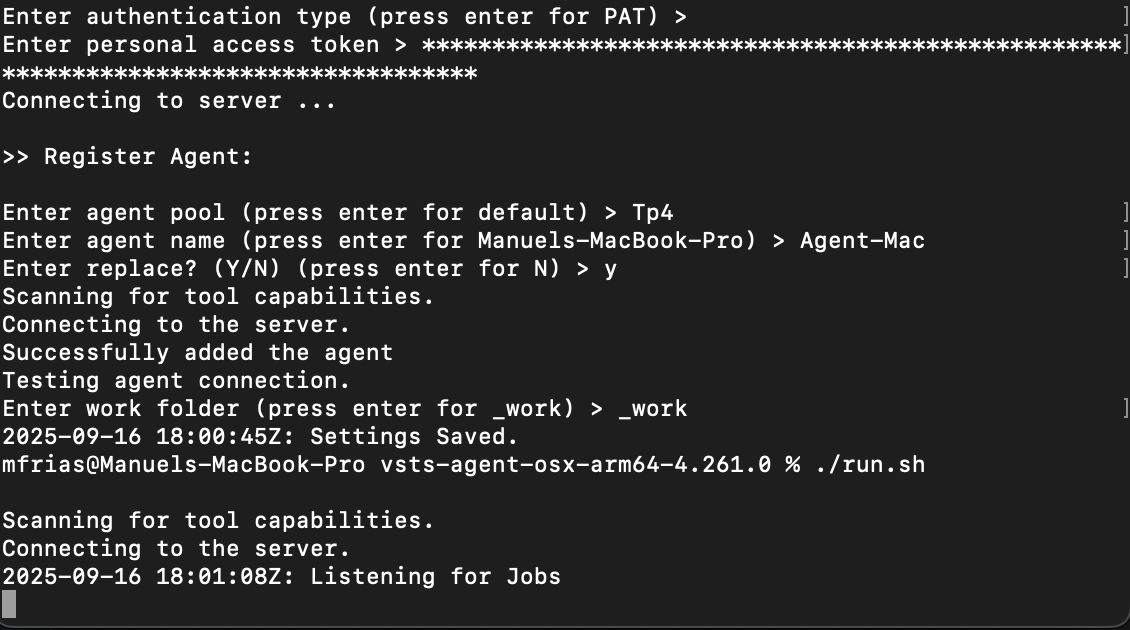 Enter authentication type (press enter for PAT) >
Enter personal access token > **************************************************
**********************************
Connecting to server ...
>> Register Agent:
Enter agent pool (press enter for default) > Tp4
Enter agent name (press enter for Manuels-MacBook-Pro) > Agent-Mac
Enter replace? (Y/N) (press enter for N) > y
Scanning for tool capabilities.
Connecting to the server.
Successfully added the agent
Testing agent connection.
Enter work folder (press enter for _work) > _work
2025-09-16 18:00:45Z: Settings Saved.
mfrias@Manuels-MacBook-Pro vsts-agent-osx-arm64-4.261.0 % ./run.sh
Scanning for tool capabilities.
Connecting to the server.
2025-09-16 18:01:08Z: Listening for Jobs